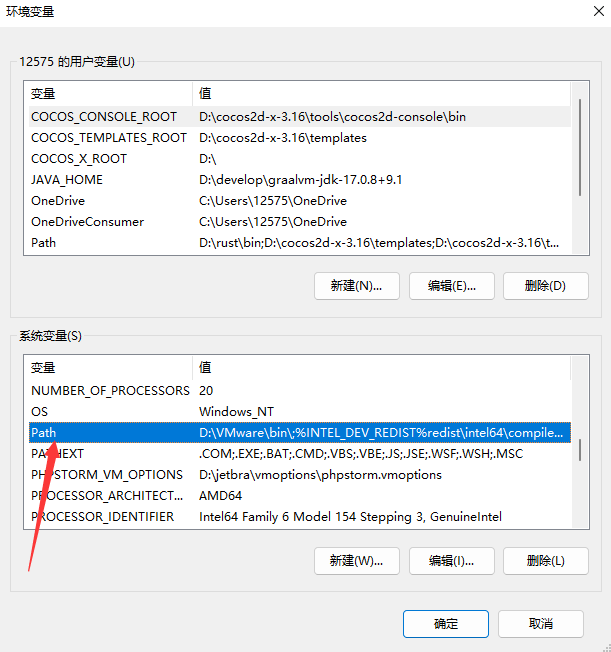 环境变量
12575 的用户变量(U)
变量 值
COCOS_CONSOLE_ROOT D:\cocos2d-x-3.16\tools\cocos2d-console\bin
COCOS_TEMPLATES_ROOT D:\cocos2d-x-3.16\templates
COCOS_X_ROOT D:\
JAVA_HOME D:\develop\graalvm-jdk-17.0.8+9.1
OneDrive C:\Users\12575\OneDrive
OneDriveConsumer C:\Users\12575\OneDrive
Path D:\rust\bin;D:\cocos2d-x-3.16\templates;D:\cocos2d-x-3.16\t...
新建(N)... 编辑(E)... 删除(D)
系统变量(S)
变量 值
NUMBER_OF_PROCESSORS 20
OS Windows_NT
Path D:\VMware\bin\;%INTEL_DEV_REDIST%redist\intel64\compile...
PATHEXT .COM;.EXE;.BAT;.CMD;.VBS;.VBE;.JS;.JSE;.WSF;.WSH;.MSC
PHPSTORM_VM_OPTIONS D:\jetbra\vmoptions\phpstorm.vmoptions
PROCESSOR_ARCHITECT... AMD64
PROCESSOR_IDENTIFIER Intel64 Family 6 Model 154 Stepping 3, GenuineIntel
新建(W)... 编辑(I)... 删除(L)
确定 取消